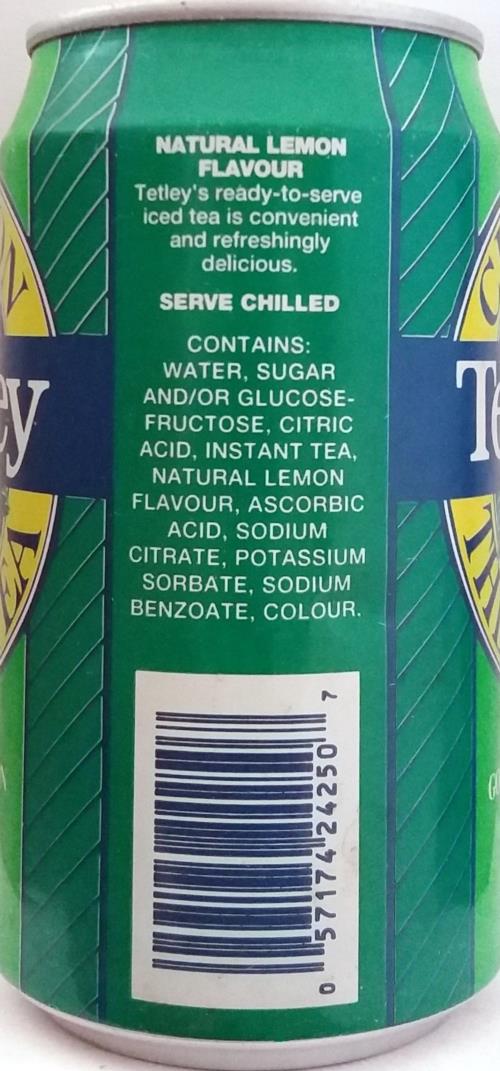 NATURAL LEMON
FLAVOUR
Tetley's ready-to-serve
iced tea is convenient
and refreshingly
delicious.
SERVE CHILLED
CONTAINS:
WATER, SUGAR
AND/OR GLUCOSE-
FRUCTOSE, CITRIC
ACID, INSTANT TEA,
NATURAL LEMON
FLAVOUR, ASCORBIC
ACID, SODIUM
CITRATE, POTASSIUM
SORBATE, SODIUM
BENZOATE, COLOUR.
0 57174 24250 7